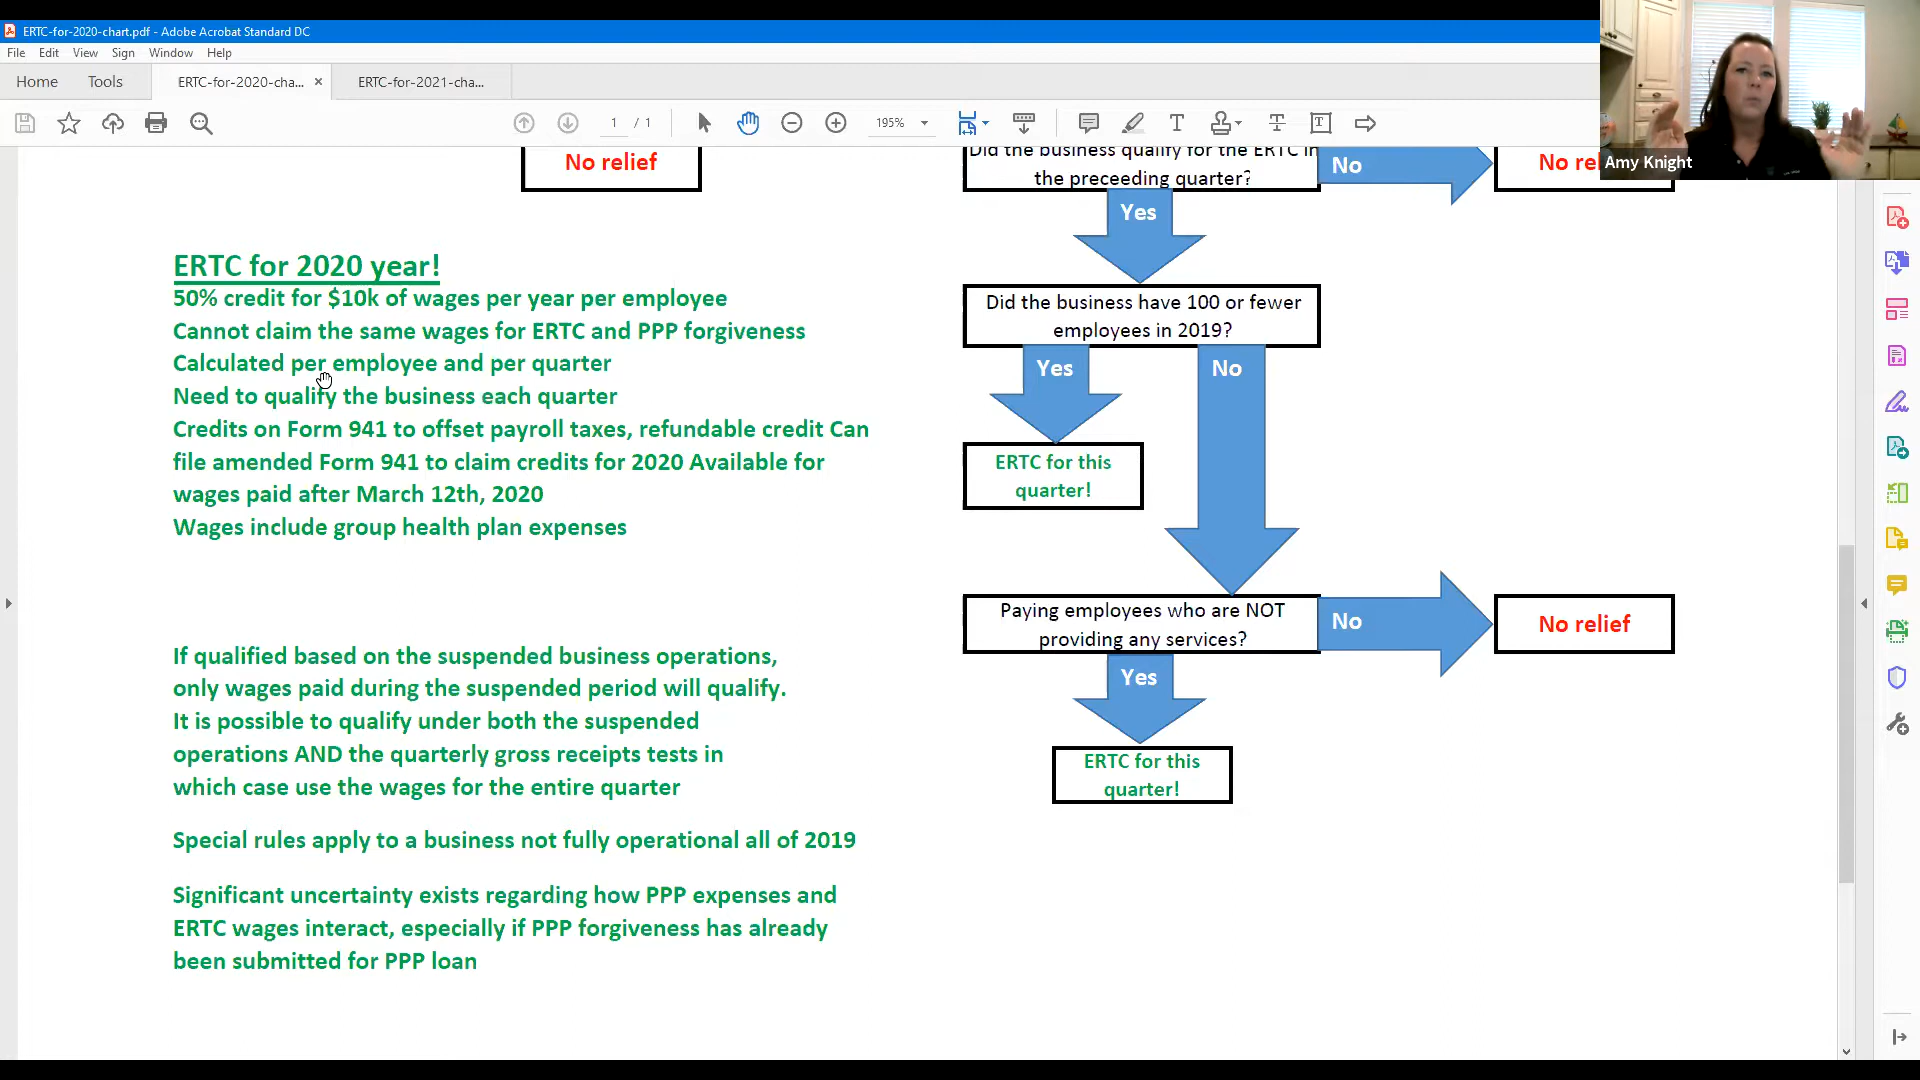 ERTC-for-2020-chart.pdf - Adobe Acrobat Standard DC
File Edit View Sign Window Help
Home Tools ERTC-for-2020-cha... × ERTC-for-2021-cha...
1 / 1 195%
Amy Knight
No relief
Did the business qualify for the ERTC in
the preceeding quarter?
No
No rel
Yes
ERTC for 2020 year!
50% credit for $10k of wages per year per employee
Cannot claim the same wages for ERTC and PPP forgiveness
Calculated per employee and per quarter
Need to qualify the business each quarter
Credits on Form 941 to offset payroll taxes, refundable credit Can
file amended Form 941 to claim credits for 2020 Available for
wages paid after March 12th, 2020
Wages include group health plan expenses
If qualified based on the suspended business operations,
only wages paid during the suspended period will qualify.
It is possible to qualify under both the suspended
operations AND the quarterly gross receipts tests in
which case use the wages for the entire quarter
Special rules apply to a business not fully operational all of 2019
Significant uncertainty exists regarding how PPP expenses and
ERTC wages interact, especially if PPP forgiveness has already
been submitted for PPP loan
Did the business have 100 or fewer
employees in 2019?
Yes
No
ERTC for this
quarter!
Paying employees who are NOT
providing any services?
No
No relief
Yes
ERTC for this
quarter!